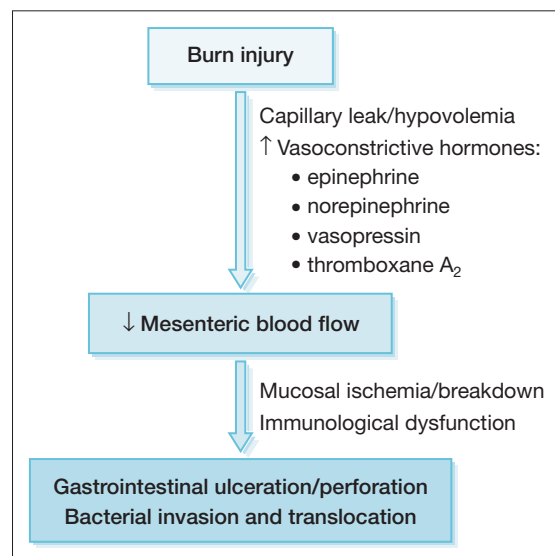 Burn injury
Capillary leak/hypovolemia
↑ Vasoconstrictive hormones:
• epinephrine
• norepinephrine
• vasopressin
• thromboxane A₂
↓ Mesenteric blood flow
Mucosal ischemia/breakdown
Immunological dysfunction
Gastrointestinal ulceration/perforation
Bacterial invasion and translocation